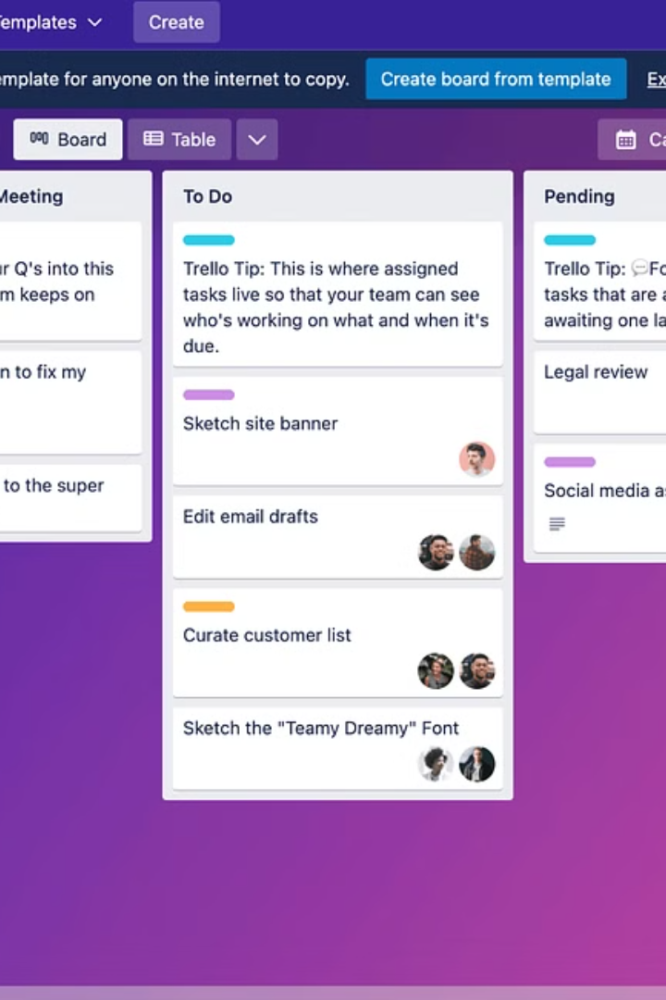 Templates
Create
emplate for anyone on the internet to copy.
Create board from template
Board
Table
Meeting
Q's into this
keeps on
to fix my
to the super
To Do
Trello Tip: This is where assigned
tasks live so that your team can see
who's working on what and when it's
due.
Sketch site banner
Edit email drafts
Curate customer list
Sketch the "Teamy Dreamy" Font
Pending
Trello Tip: 💬Fo
tasks that are a
awaiting one la
Legal review
Social media as